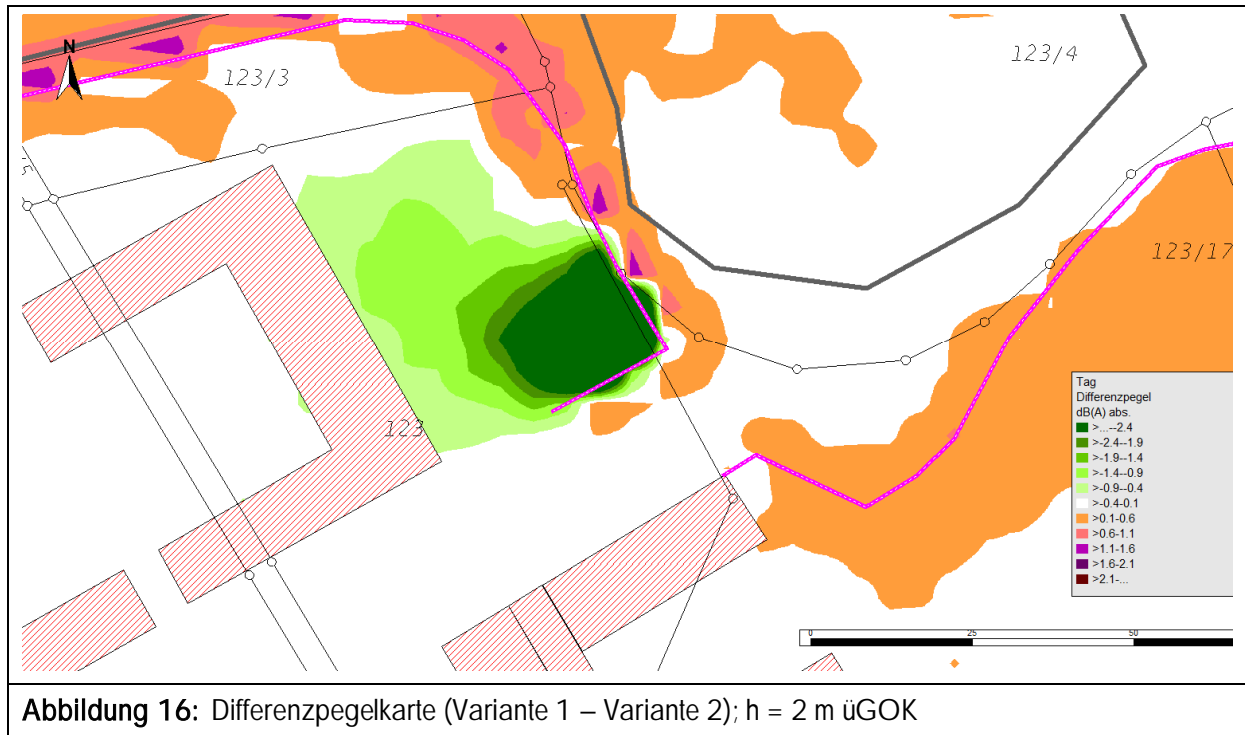 N
123/3
123/4
123/17
123
Tag
Differenzpegel
dB(A) abs.
>...--2.4
>-2.4--1.9
>-1.9--1.4
>-1.4--0.9
>-0.9--0.4
>-0.4-0.1
>0.1-0.6
>0.6-1.1
>1.1-1.6
>1.6-2.1
>2.1-...
0 25 50
Abbildung 16: Differenzpegelkarte (Variante 1 – Variante 2); h = 2 m üGOK